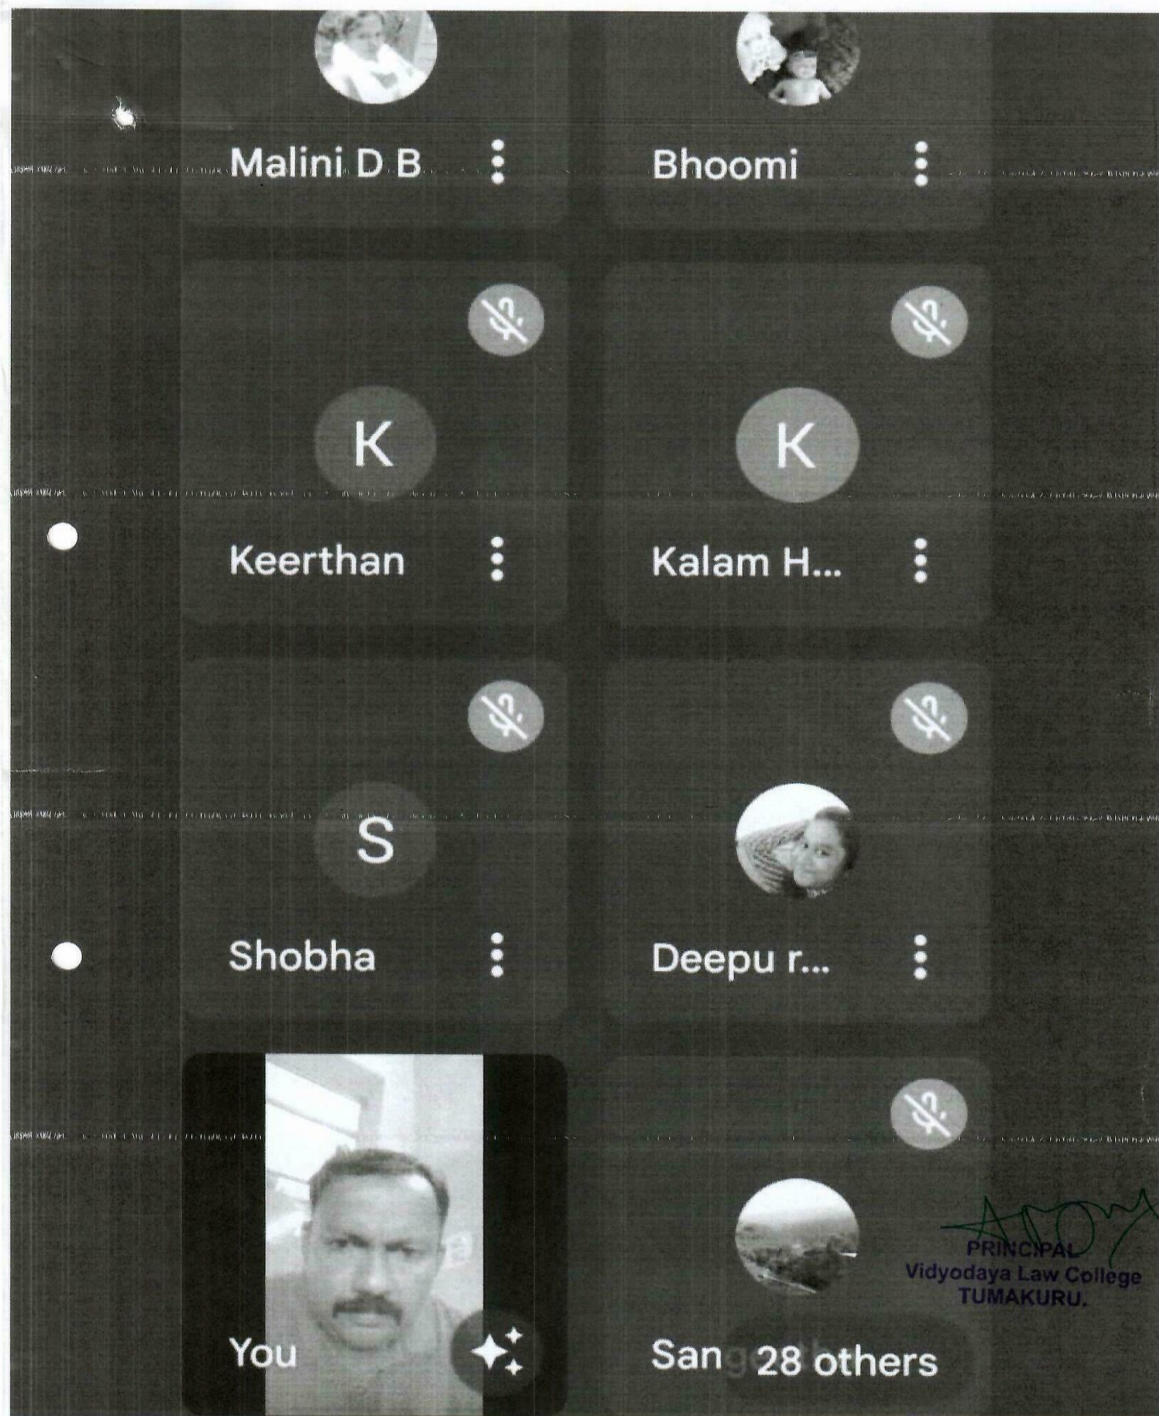 Malini D B
Bhoomi
K
K
Keerthan
Kalam H...
S
Shobha
Deepu r...
You
San
28 others
PRINCIPAL
Vidyodaya Law College
TUMAKURU.